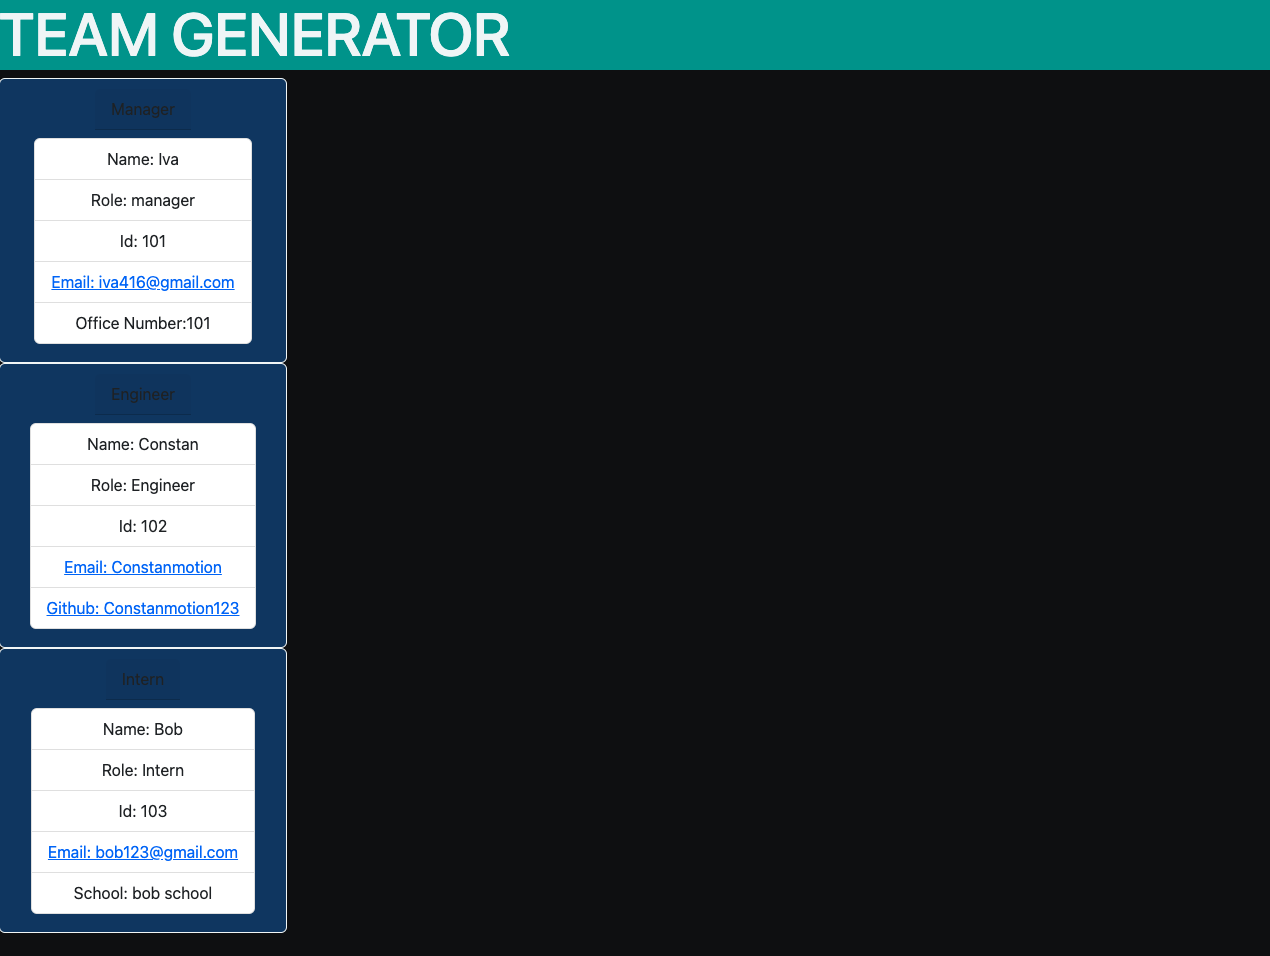 TEAM GENERATOR
Manager
Name: Iva
Role: manager
Id: 101
Email: iva416@gmail.com
Office Number:101
Engineer
Name: Constan
Role: Engineer
Id: 102
Email: Constanmotion
Github: Constanmotion123
Intern
Name: Bob
Role: Intern
Id: 103
Email: bob123@gmail.com
School: bob school